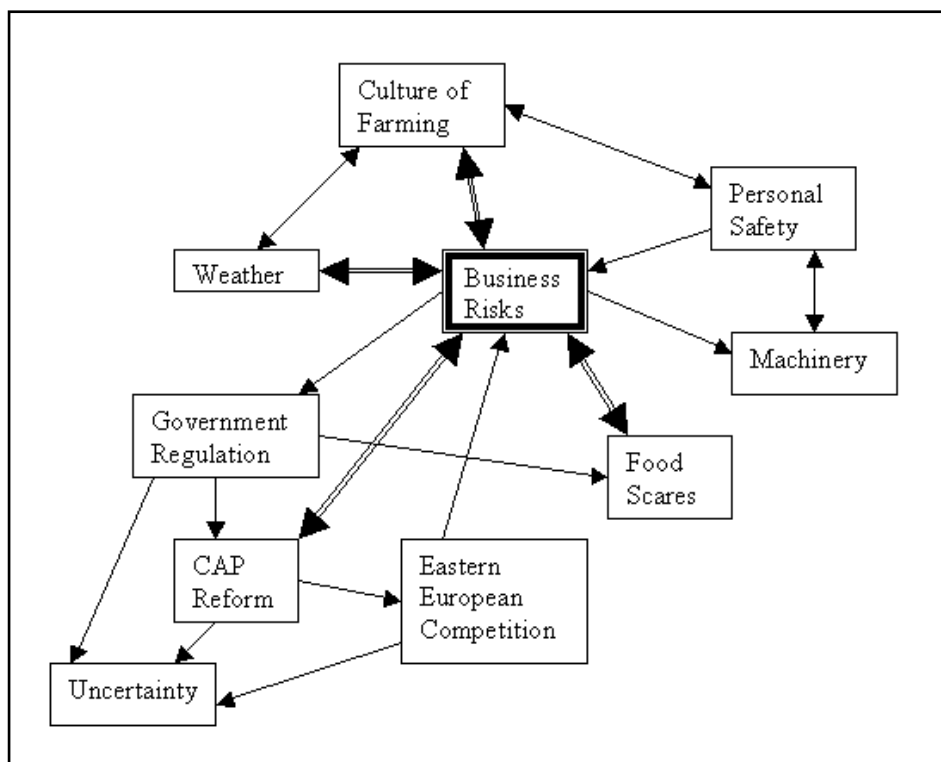 Culture of
Farming
Personal
Safety
Weather
Business
Risks
Machinery
Government
Regulation
Food
Scares
CAP
Reform
Eastern
European
Competition
Uncertainty